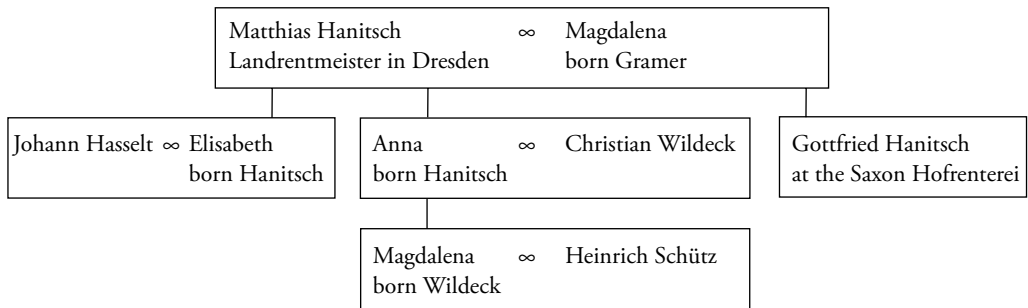 Matthias Hanitsch ∞ Magdalena
Landrentmeister in Dresden born Gramer
Johann Hasselt ∞ Elisabeth
born Hanitsch
Anna ∞ Christian Wildeck
born Hanitsch
Gottfried Hanitsch
at the Saxon Hofrenterei
Magdalena ∞ Heinrich Schütz
born Wildeck